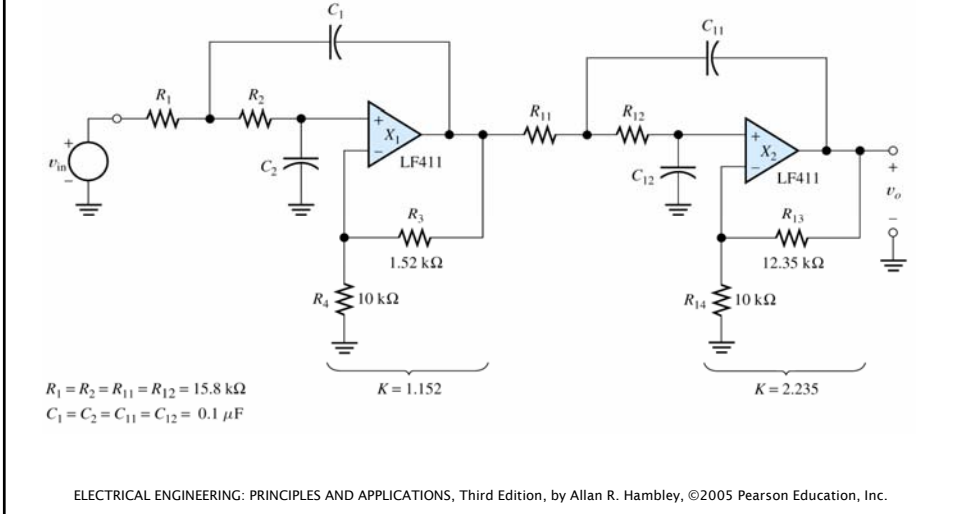 C₁
C₁₁
R₁
R₂
R₁₁
R₁₂
+
X₁
−
LF411
+
X₂
−
LF411
+
vᵢₙ
−
C₂
C₁₂
+
vₒ
−
R₃
1.52 kΩ
R₁₃
12.35 kΩ
R₄
10 kΩ
R₁₄
10 kΩ
R₁ = R₂ = R₁₁ = R₁₂ = 15.8 kΩ
K = 1.152
K = 2.235
C₁ = C₂ = C₁₁ = C₁₂ = 0.1 μF
ELECTRICAL ENGINEERING: PRINCIPLES AND APPLICATIONS, Third Edition, by Allan R. Hambley, ©2005 Pearson Education, Inc.